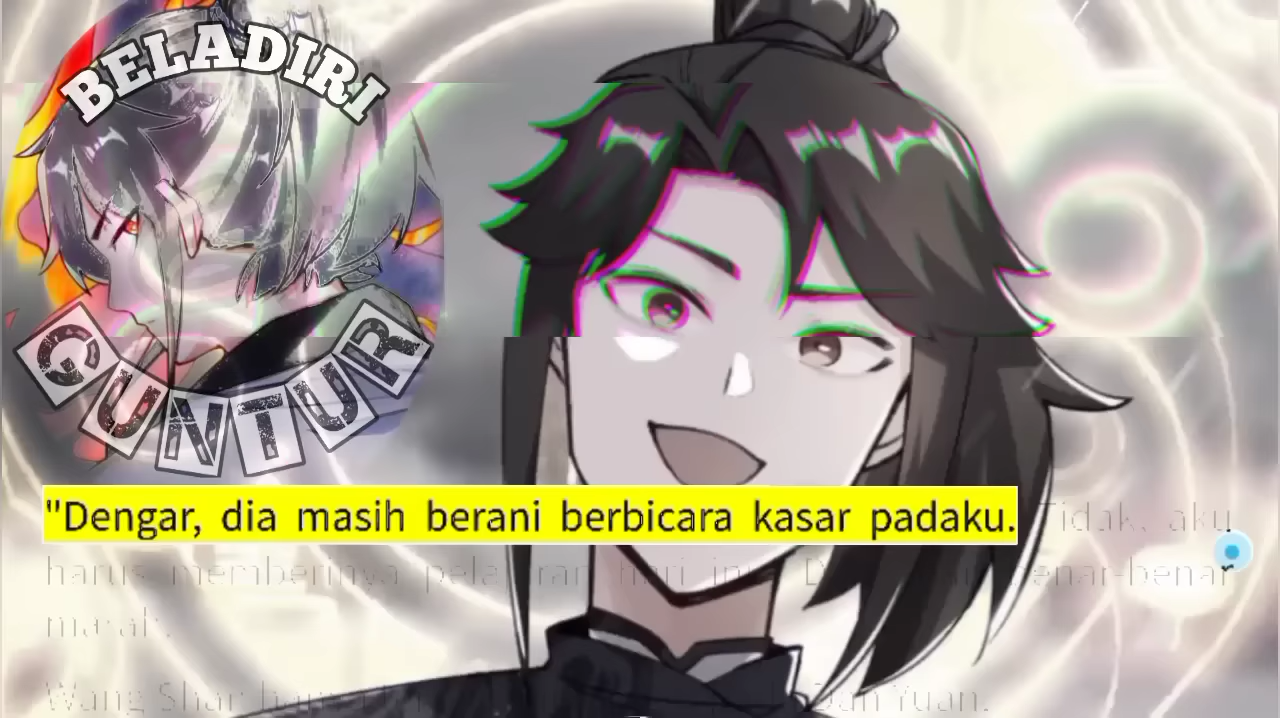 BELADIRI
GUNTUR
"Dengar, dia masih berani berbicara kasar padaku. Tidak, aku
harus memberinya pelajaran hari ini. benar-benar
marah.
Wang Shan Yuan.